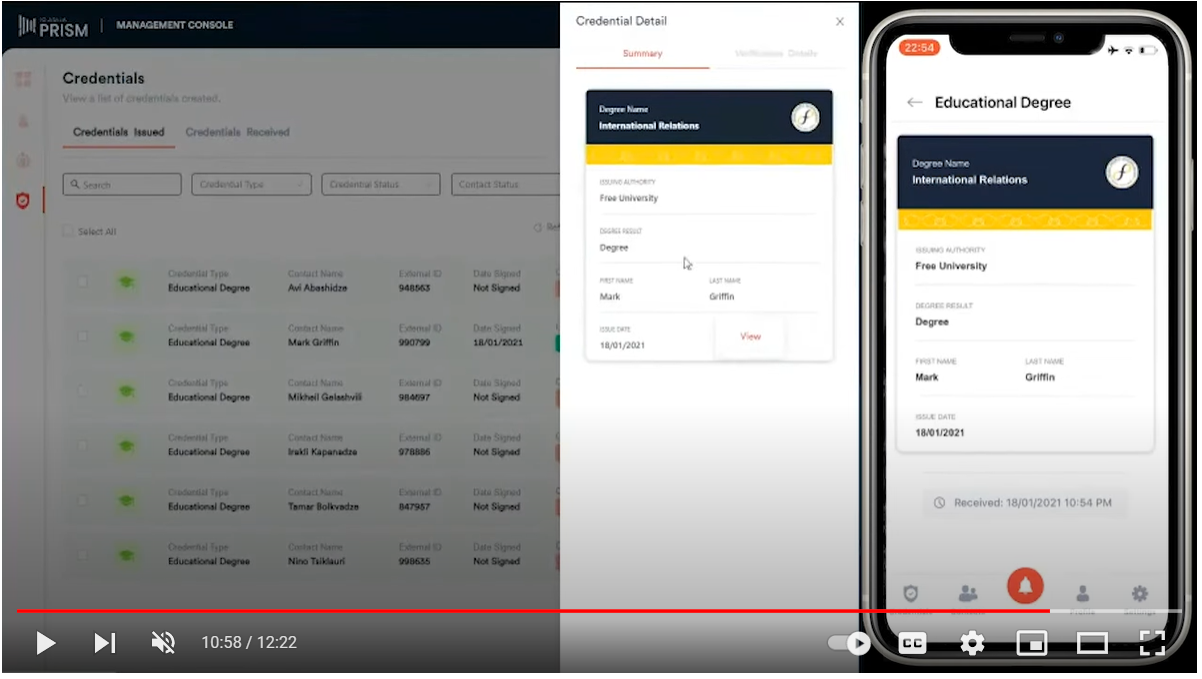 PRISM | MANAGEMENT CONSOLE
Credentials
View a list of credentials created.
Credentials Issued Credentials Received
Search Credential Type Credential Status Contact Status
Select All
Credential Type Contact Name External ID Date Signed
Educational Degree Avi Abashidze 948563 Not Signed
Credential Type Contact Name External ID Date Signed
Educational Degree Mark Griffin 990799 18/01/2021
Credential Type Contact Name External ID Date Signed
Educational Degree Mikheil Gelashvili 984697 Not Signed
Credential Type Contact Name External ID Date Signed
Educational Degree Irakli Kapanadze 978886 Not Signed
Credential Type Contact Name External ID Date Signed
Educational Degree Tamar Bolkvadze 847957 Not Signed
Credential Type Contact Name External ID Date Signed
Educational Degree Nino Tsiklauri 998635 Not Signed
Credential Detail
Summary Verification Details
Degree Name
International Relations
ISSUING AUTHORITY
Free University
DEGREE RESULT
Degree
FIRST NAME LAST NAME
Mark Griffin
ISSUE DATE
18/01/2021
View
22:54
Educational Degree
Degree Name
International Relations
ISSUING AUTHORITY
Free University
DEGREE RESULT
Degree
FIRST NAME LAST NAME
Mark Griffin
ISSUE DATE
18/01/2021
Received: 18/01/2021 10:54 PM
Profile Settings
10:58 / 12:22
CC